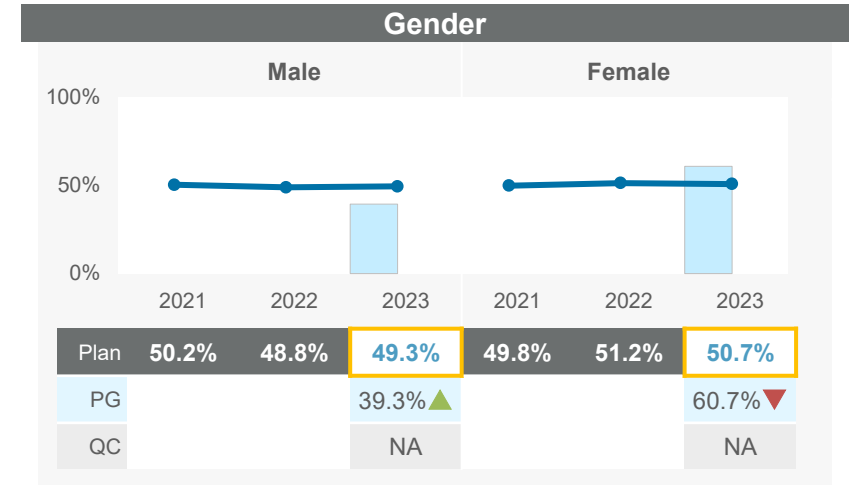 Gender
Male Female
100%
50%
0%
2021 2022 2023 2021 2022 2023
Plan 50.2% 48.8% 49.3% 49.8% 51.2% 50.7%
PG 39.3% 60.7%
QC NA NA